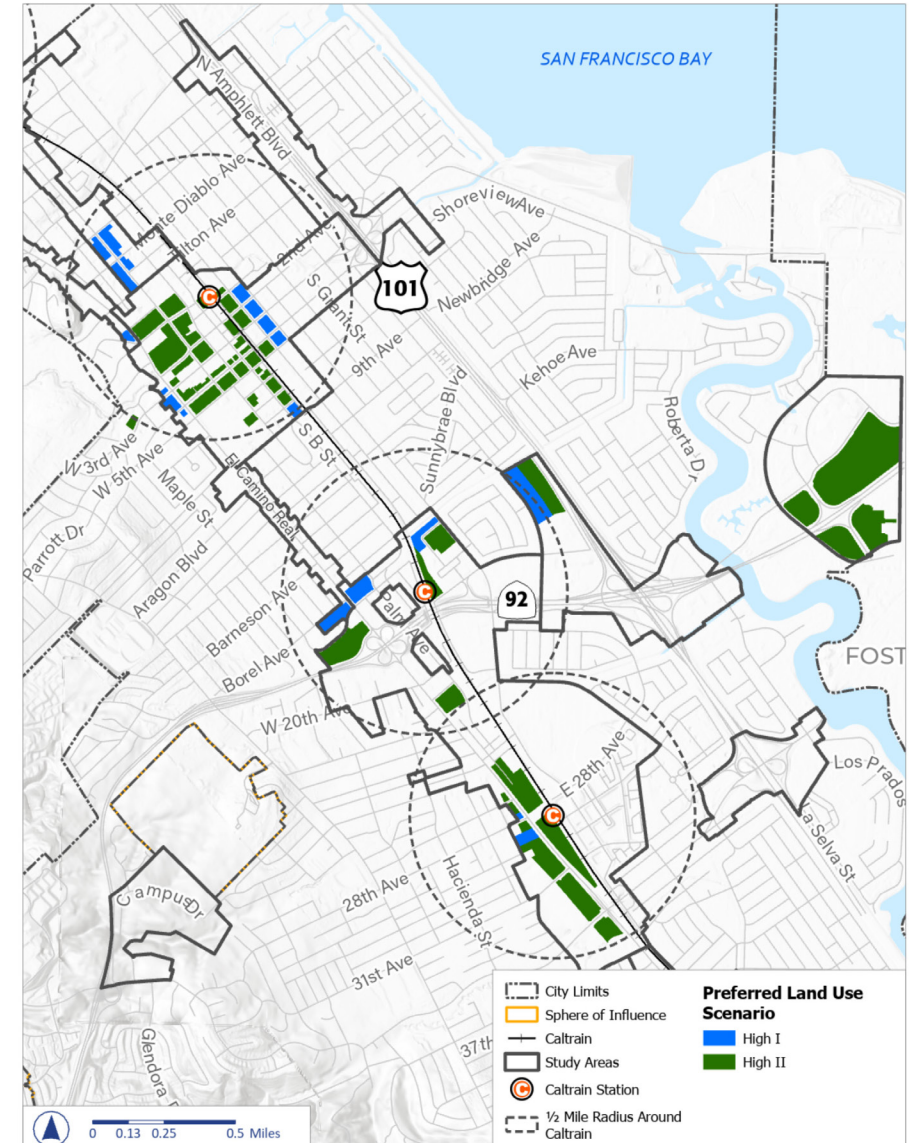 SAN FRANCISCO BAY
N Amphlett Blvd
Monte Diablo Ave
Tilton Ave
2nd Ave
Shoreview Ave
S Grant St
101
Newbridge Ave
9th Ave
Kehoe Ave
Sunnybrae Blvd
Roberta Dr
C
W 3rd Ave
W 5th Ave
S B St
El Camino Real
Maple St
Parrott Dr
Aragon Blvd
Barneson Ave
Palm Ave
C
92
Borel Ave
FOST
W 20th Ave
E 28th Ave
Los Prados
C
La Selva St
Campus Dr
28th Ave
Hacienda St
31st Ave
37th
Glendora
City Limits
Sphere of Influence
Caltrain
Study Areas
C
Caltrain Station
½ Mile Radius Around
Caltrain
Preferred Land Use
Scenario
High I
High II
0 0.13 0.25 0.5 Miles